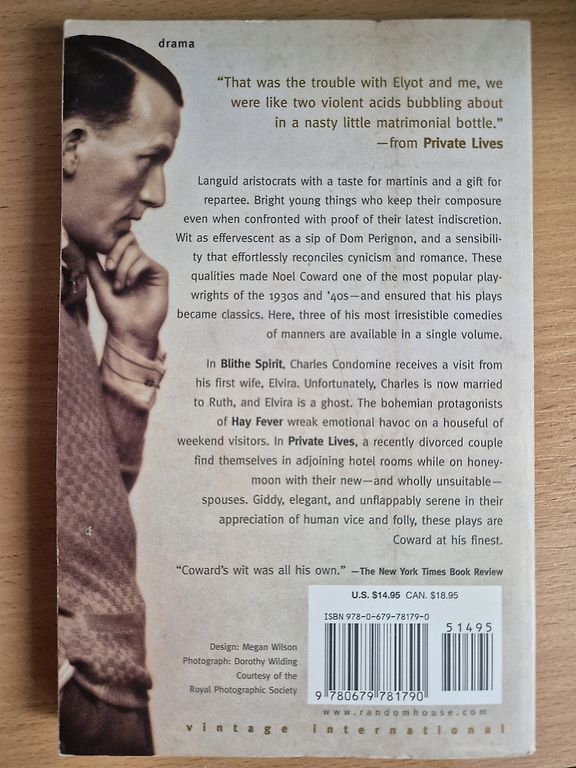 drama
“That was the trouble with Elyot and me, we
were like two violent acids bubbling about
in a nasty little matrimonial bottle.”
—from Private Lives
Languid aristocrats with a taste for martinis and a gift for
repartee. Bright young things who keep their composure
even when confronted with proof of their latest indiscretion.
Wit as effervescent as a sip of Dom Perignon, and a sensibili-
ty that effortlessly reconciles cynicism and romance. These
qualities made Noel Coward one of the most popular play-
wrights of the 1930s and ’40s—and ensured that his plays
became classics. Here, three of his most irresistible comedies
of manners are available in a single volume.
In Blithe Spirit, Charles Condomine receives a visit from
his first wife, Elvira. Unfortunately, Charles is now married
to Ruth, and Elvira is a ghost. The bohemian protagonists
of Hay Fever wreak emotional havoc on a houseful of
weekend visitors. In Private Lives, a recently divorced couple
find themselves in adjoining hotel rooms while on honey-
moon with their new—and wholly unsuitable—
spouses. Giddy, elegant, and unflappably serene in their
appreciation of human vice and folly, these plays are
Coward at his finest.
“Coward’s wit was all his own.” —The New York Times Book Review
U.S. $14.95 CAN. $18.95
ISBN 978-0-679-78179-0
51495
9 780679 781790
Design: Megan Wilson
Photograph: Dorothy Wilding
Courtesy of the
Royal Photographic Society
www.randomhouse.com
vintage international